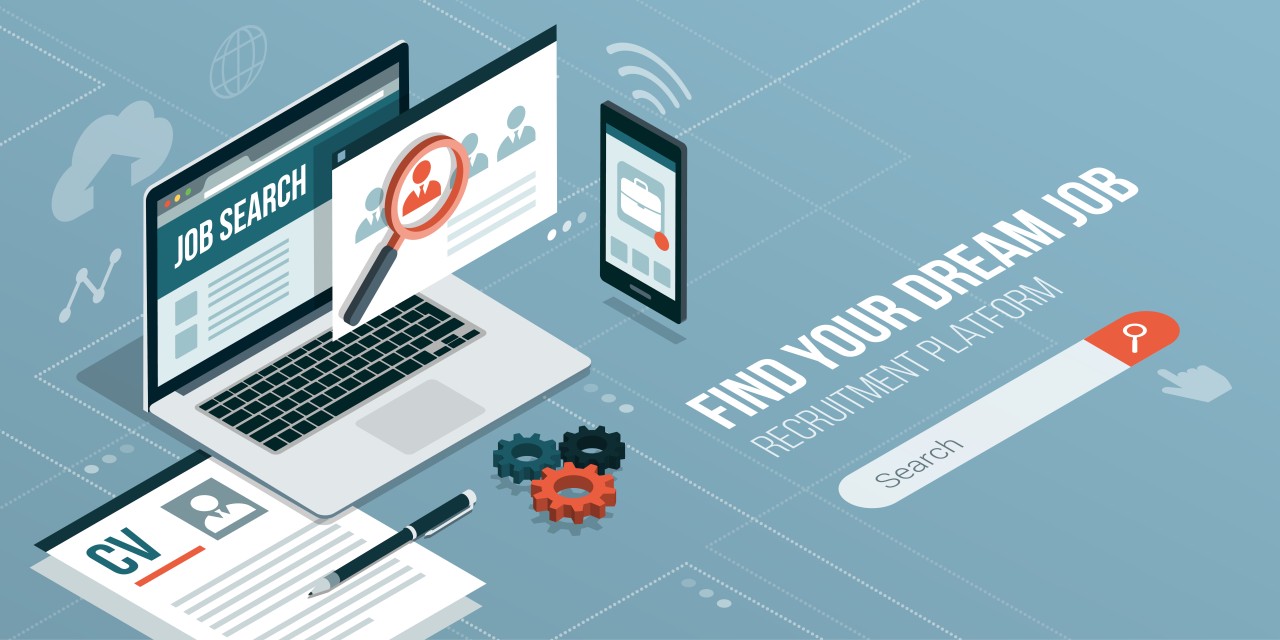 JOB SEARCH
FIND YOUR DREAM JOB
RECRUITMENT PLATFORM
Search
CV